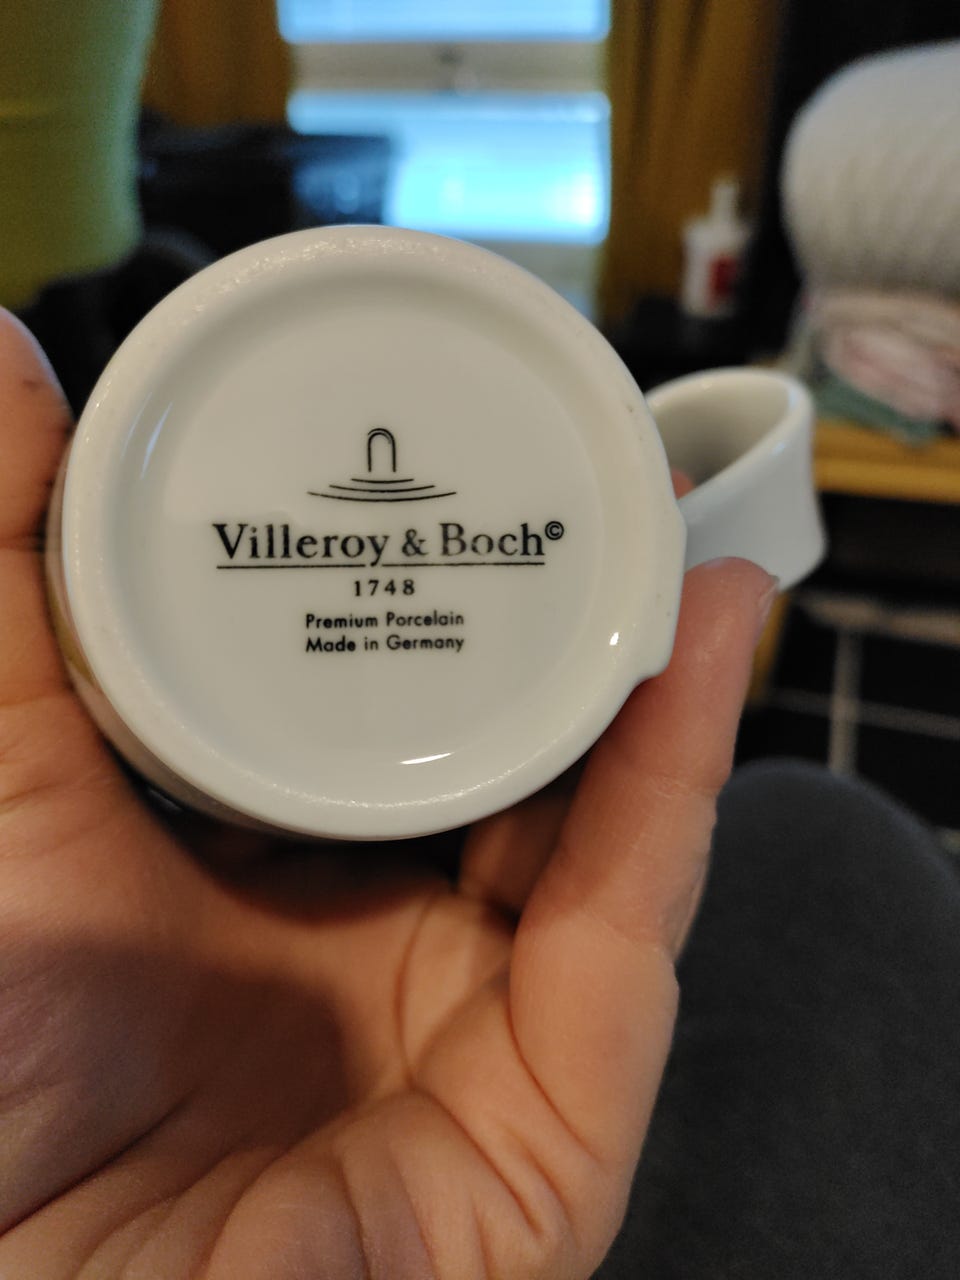 Villeroy & Boch©
1748
Premium Porcelain
Made in Germany